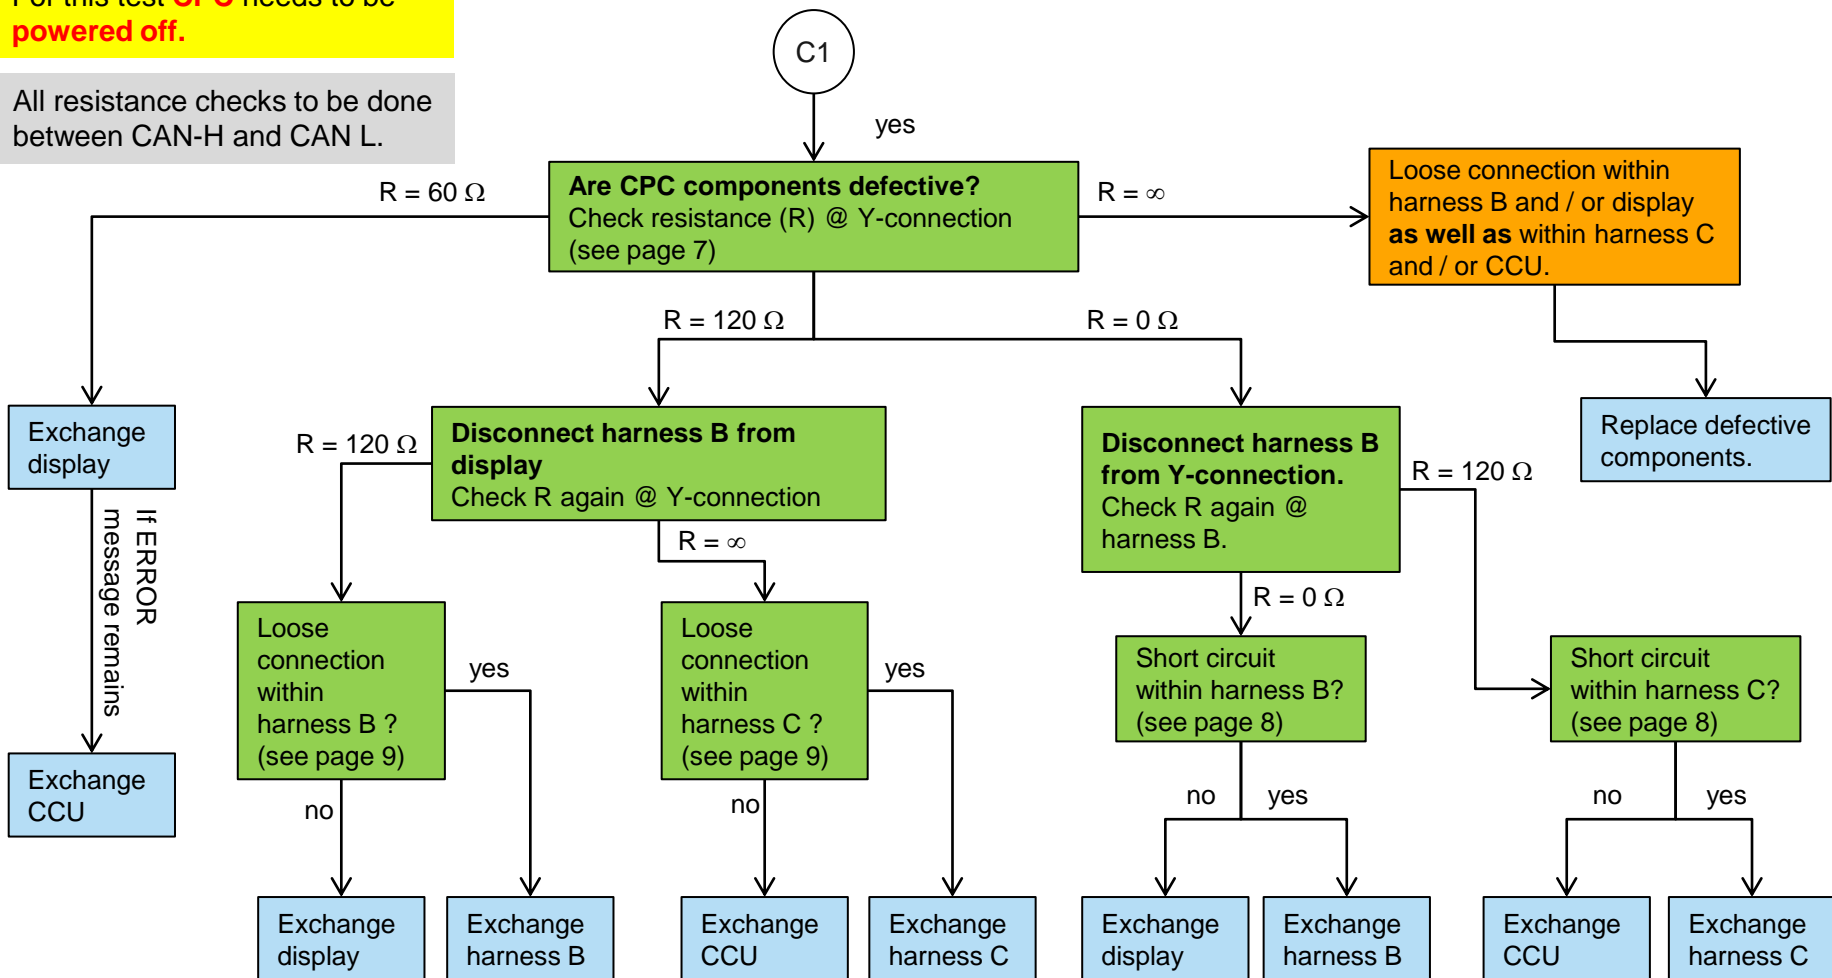 For this test CPC needs to be
powered off.
All resistance checks to be done
between CAN-H and CAN L.
C1
yes
R = 60 Ω
Are CPC components defective?
Check resistance (R) @ Y-connection
(see page 7)
R = ∞
Loose connection within
harness B and / or display
as well as within harness C
and / or CCU.
R = 120 Ω
R = 0 Ω
Exchange
display
R = 120 Ω
Disconnect harness B from
display
Check R again @ Y-connection
Disconnect harness B
from Y-connection.
Check R again @
harness B.
R = 120 Ω
Replace defective
components.
If ERROR
message remains
R = ∞
R = 0 Ω
Loose
connection
within
harness B ?
(see page 9)
yes
Loose
connection
within
harness C ?
(see page 9)
yes
Short circuit
within harness B?
(see page 8)
Short circuit
within harness C?
(see page 8)
Exchange
CCU
no
no
no
yes
no
yes
Exchange
display
Exchange
harness B
Exchange
CCU
Exchange
harness C
Exchange
display
Exchange
harness B
Exchange
CCU
Exchange
harness C